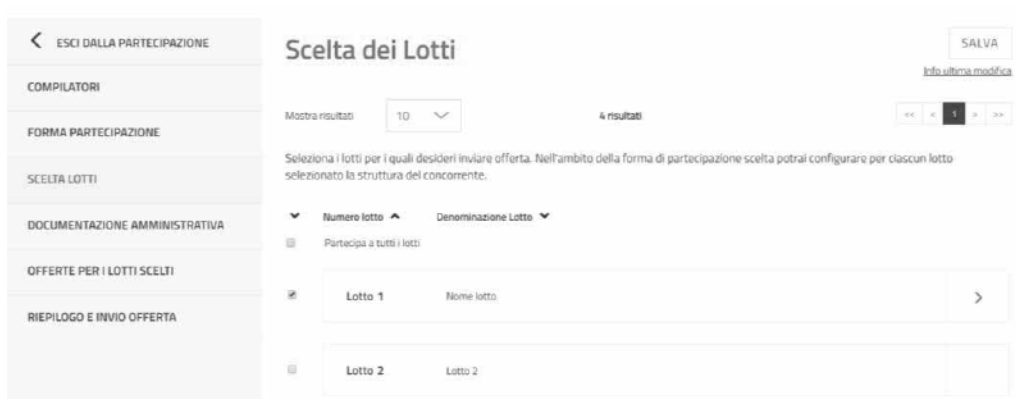 ESCI DALLA PARTECIPAZIONE
COMPILATORI
FORMA PARTECIPAZIONE
SCELTA LOTTI
DOCUMENTAZIONE AMMINISTRATIVA
OFFERTE PER I LOTTI SCELTI
RIEPILOGO E INVIO OFFERTA
Scelta dei Lotti
SALVA
Info ultima modifica
Mostra risultati 10 4 risultati << < 1 > >>
Seleziona i lotti per i quali desideri inviare offerta. Nell'ambito della forma di partecipazione scelta potrai configurare per ciascun lotto
selezionato la struttura del concorrente.
Numero lotto Denominazione Lotto
Partecipa a tutti i lotti
Lotto 1 Nome lotto
Lotto 2 Lotto 2